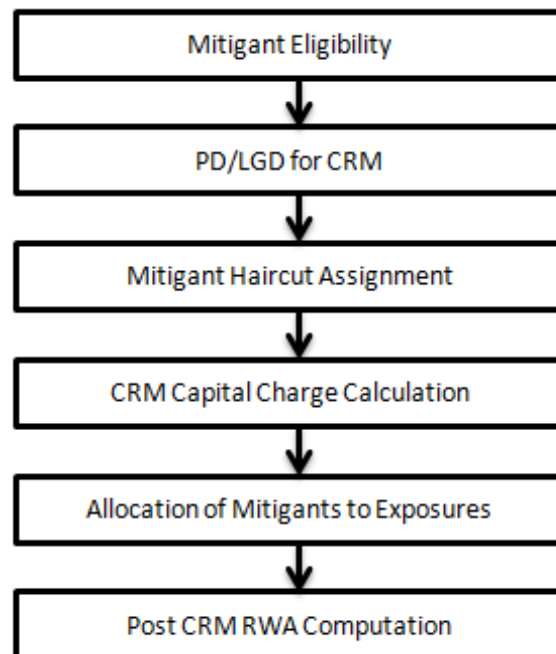 Mitigant Eligibility
PD/LGD for CRM
Mitigant Haircut Assignment
CRM Capital Charge Calculation
Allocation of Mitigants to Exposures
Post CRM RWA Computation